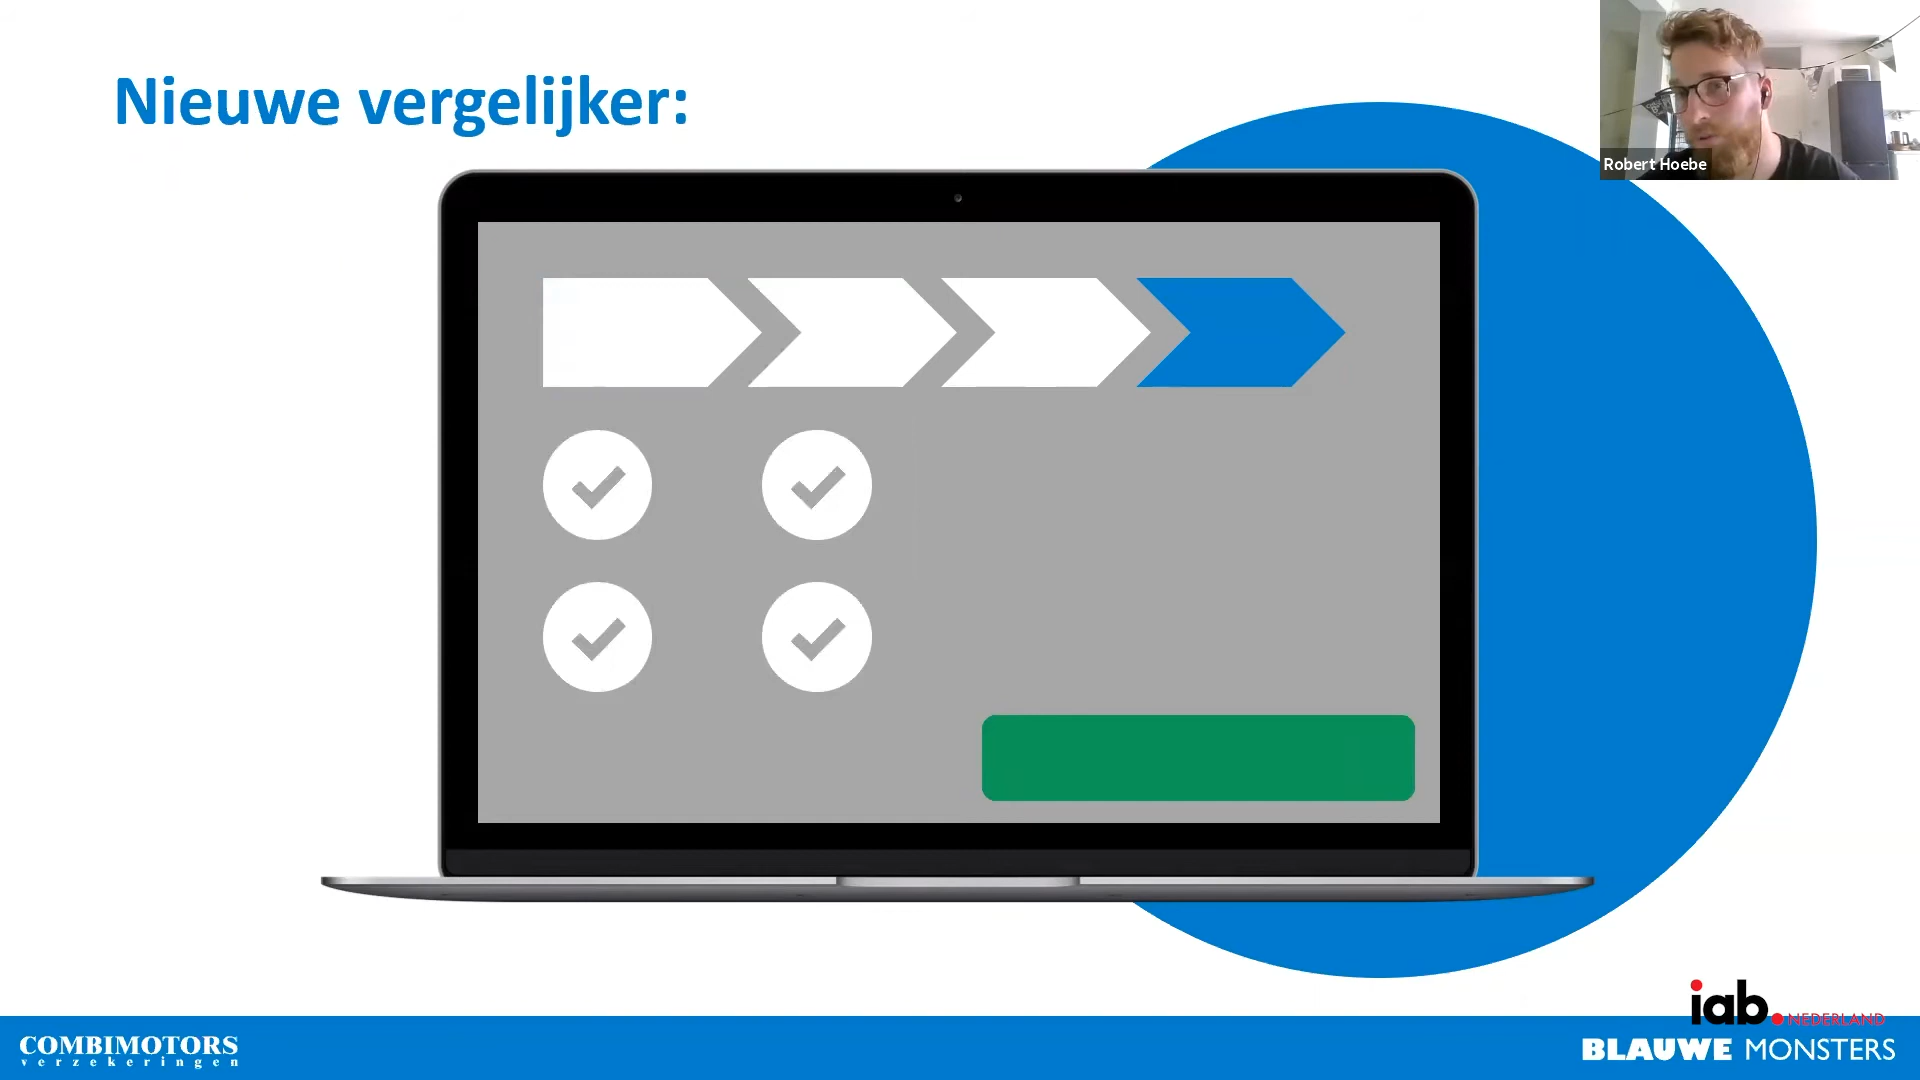 Nieuwe vergelijker:
Robert Hoebe
iab.NEDERLAND
COMBIMOTORS
verzekeringen
BLAUWE MONSTERS